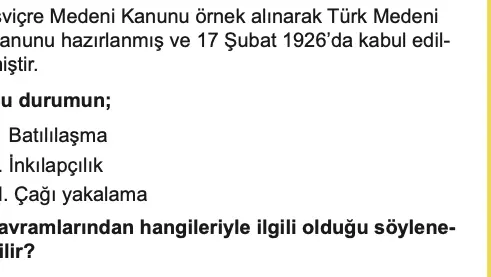 sviçre Medeni Kanunu örnek alınarak Türk Medeni
anunu hazırlanmış ve 17 Şubat 1926’da kabul edil-
iştir.
u durumun;
Batılılaşma
. İnkılapçılık
I. Çağı yakalama
avramlarından hangileriyle ilgili olduğu söylene-
ilir?